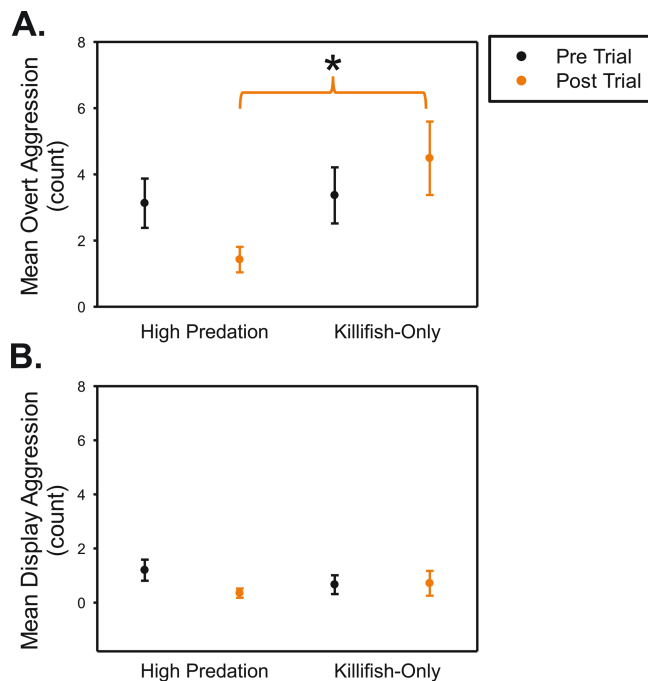 A.
8
6
4
2
0
Mean Overt Aggression
(count)
*
Pre Trial
Post Trial
High Predation
Killifish-Only
B.
8
6
4
2
0
Mean Display Aggression
(count)
High Predation
Killifish-Only